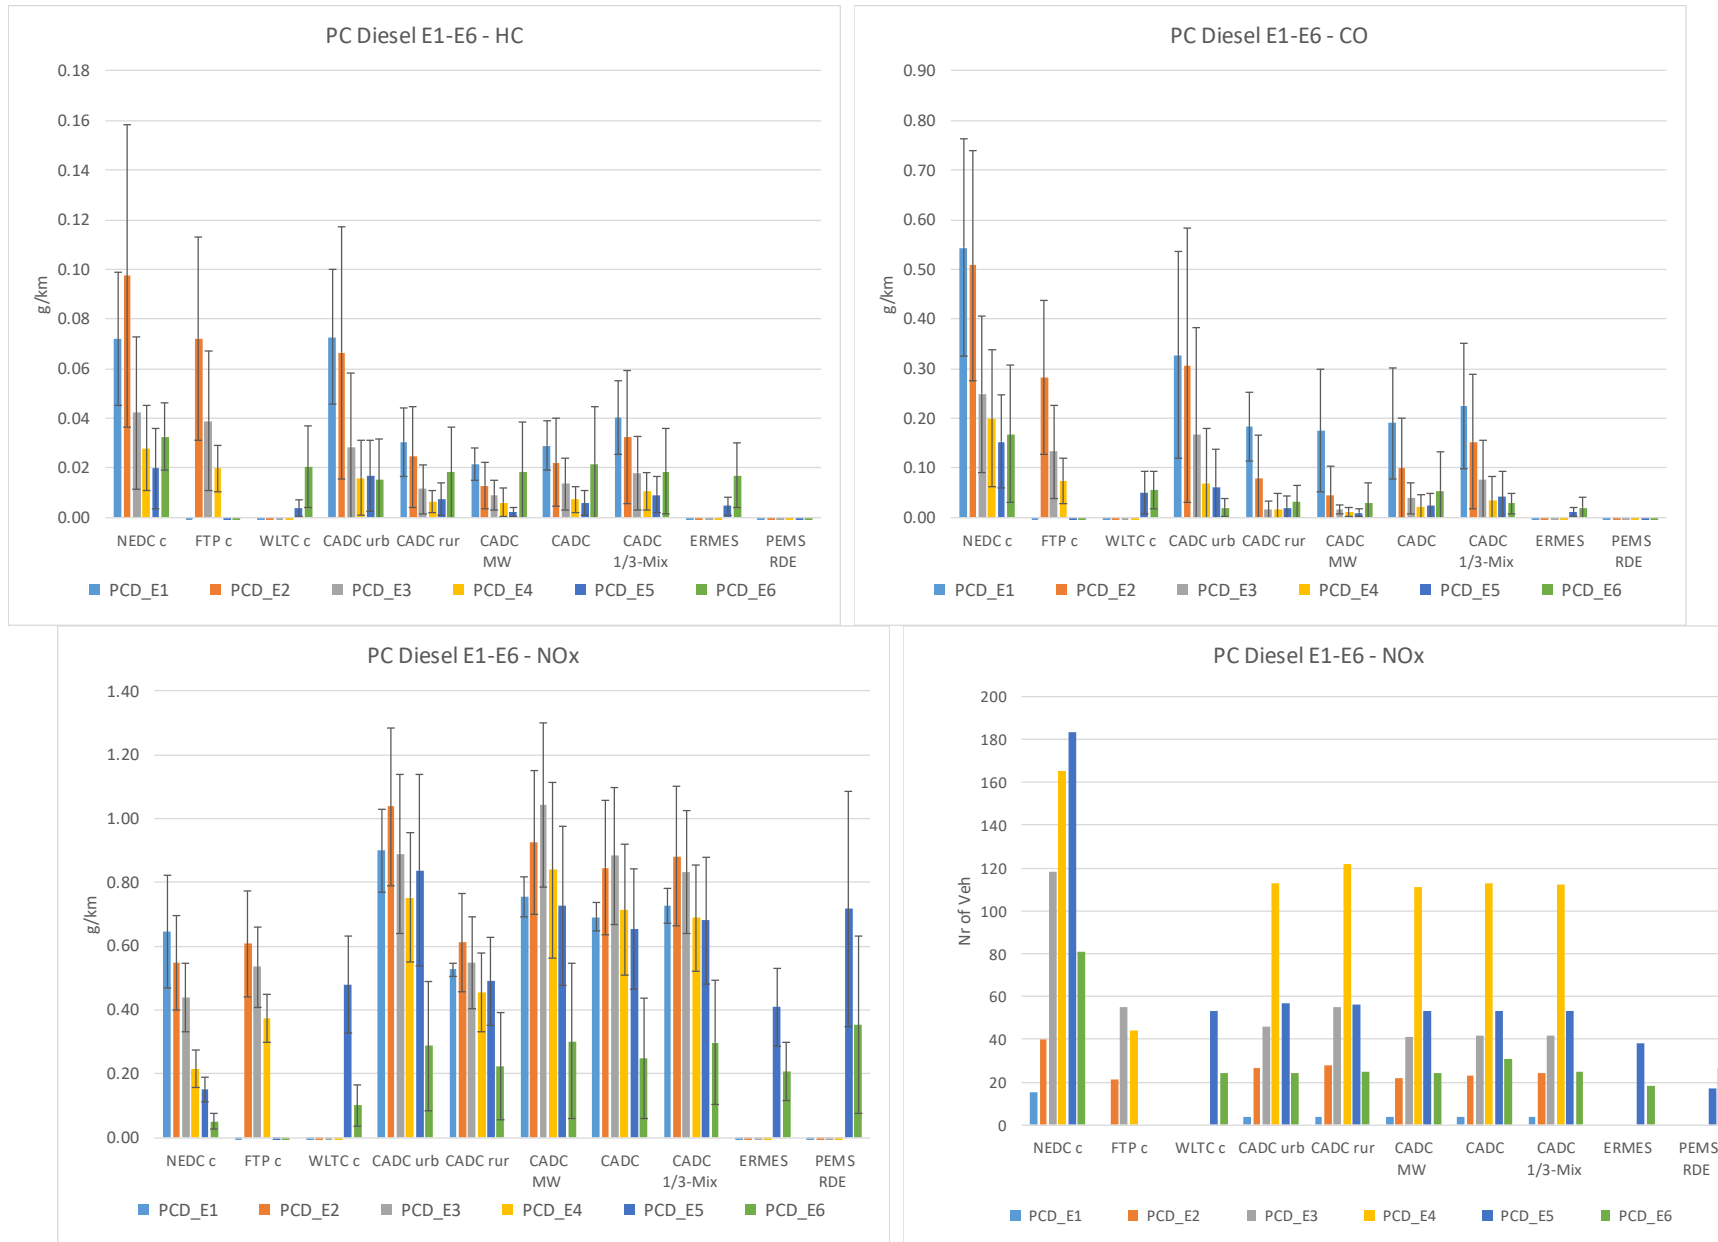 PC Diesel E1-E6 - HC
0.18
0.16
0.14
0.12
0.10
0.08
0.06
0.04
0.02
0.00
g/km
NEDC c FTP c WLTC c CADC urb CADC rur CADC MW CADC CADC 1/3-Mix ERMES PEMS RDE
PCD_E1 PCD_E2 PCD_E3 PCD_E4 PCD_E5 PCD_E6
PC Diesel E1-E6 - CO
0.90
0.80
0.70
0.60
0.50
0.40
0.30
0.20
0.10
0.00
g/km
NEDC c FTP c WLTC c CADC urb CADC rur CADC MW CADC CADC 1/3-Mix ERMES PEMS RDE
PCD_E1 PCD_E2 PCD_E3 PCD_E4 PCD_E5 PCD_E6
PC Diesel E1-E6 - NOx
1.40
1.20
1.00
0.80
0.60
0.40
0.20
0.00
g/km
NEDC c FTP c WLTC c CADC urb CADC rur CADC MW CADC CADC 1/3-Mix ERMES PEMS RDE
PCD_E1 PCD_E2 PCD_E3 PCD_E4 PCD_E5 PCD_E6
PC Diesel E1-E6 - NOx
200
180
160
140
120
100
80
60
40
20
0
Nr of Veh
NEDC c FTP c WLTC c CADC urb CADC rur CADC MW CADC CADC 1/3-Mix ERMES PEMS RDE
PCD_E1 PCD_E2 PCD_E3 PCD_E4 PCD_E5 PCD_E6